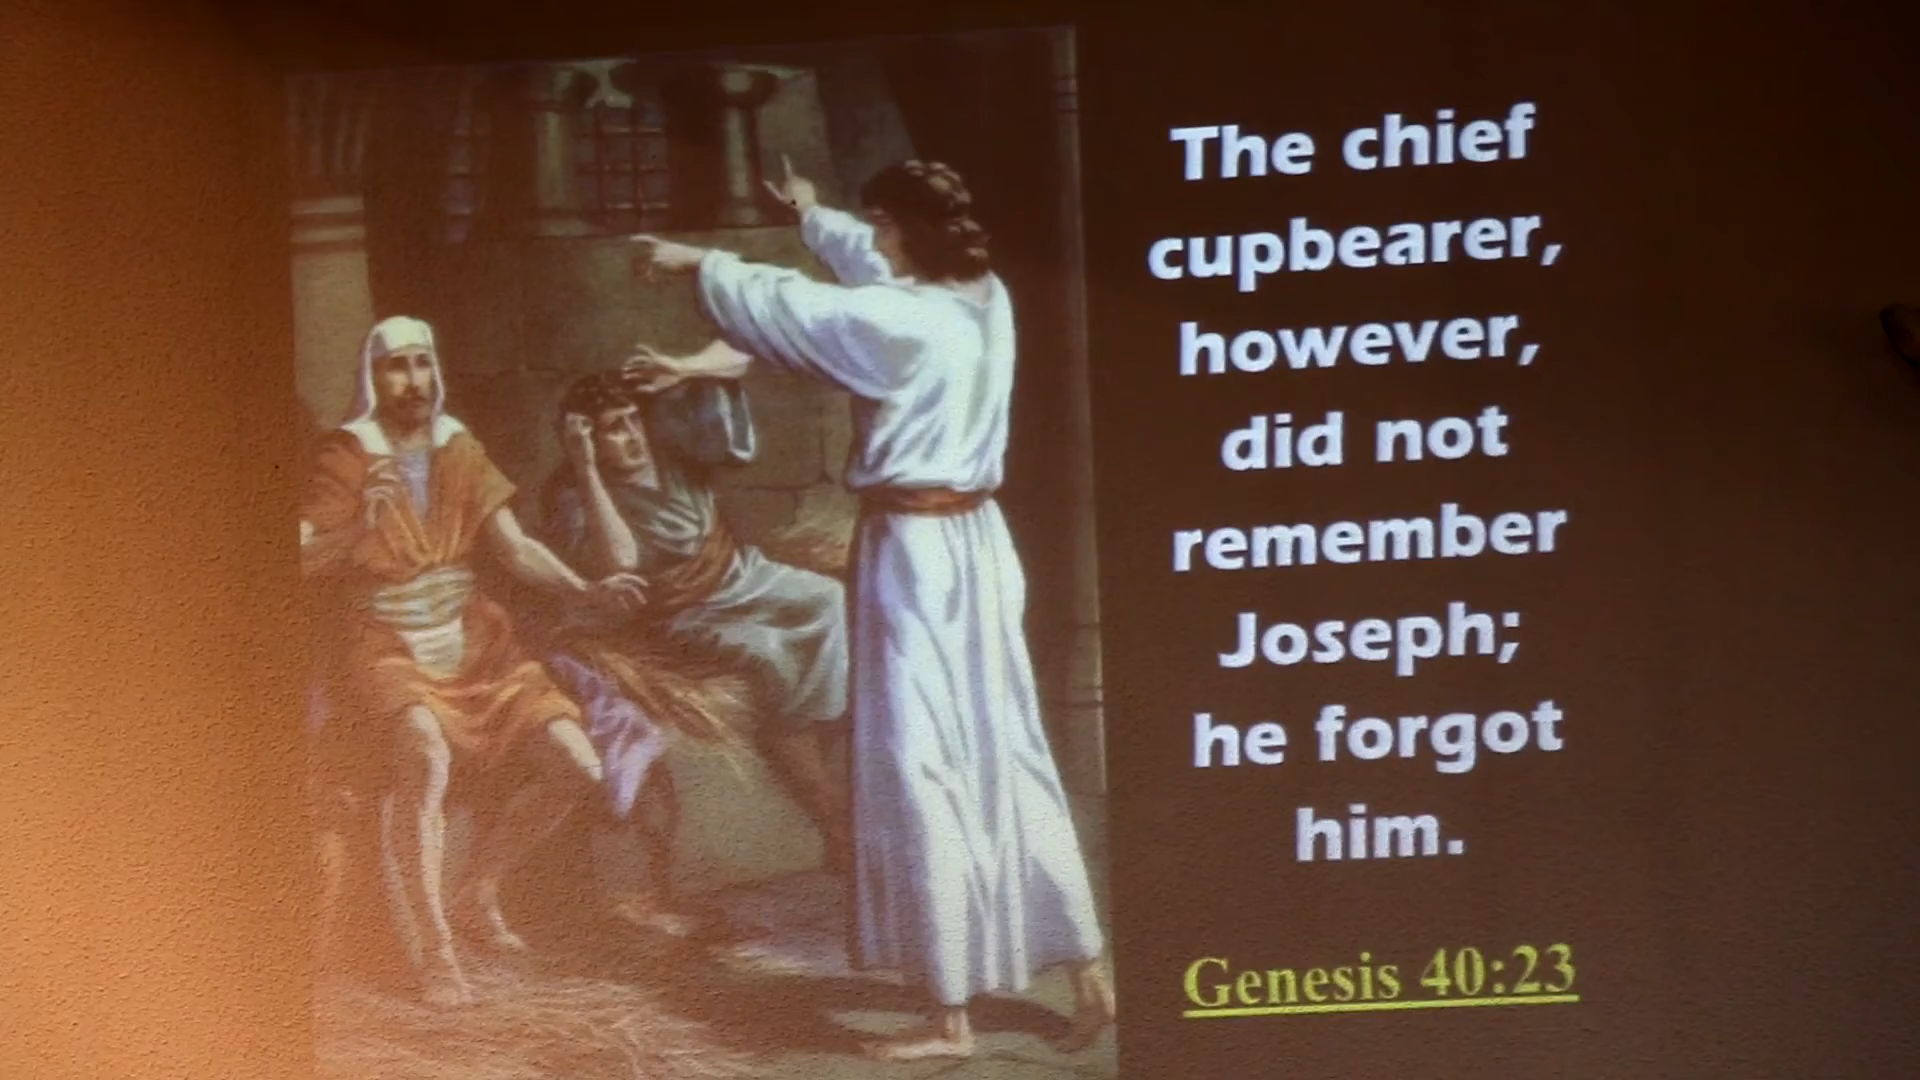 The chief
cupbearer,
however,
did not
remember
Joseph;
he forgot
him.
Genesis 40:23